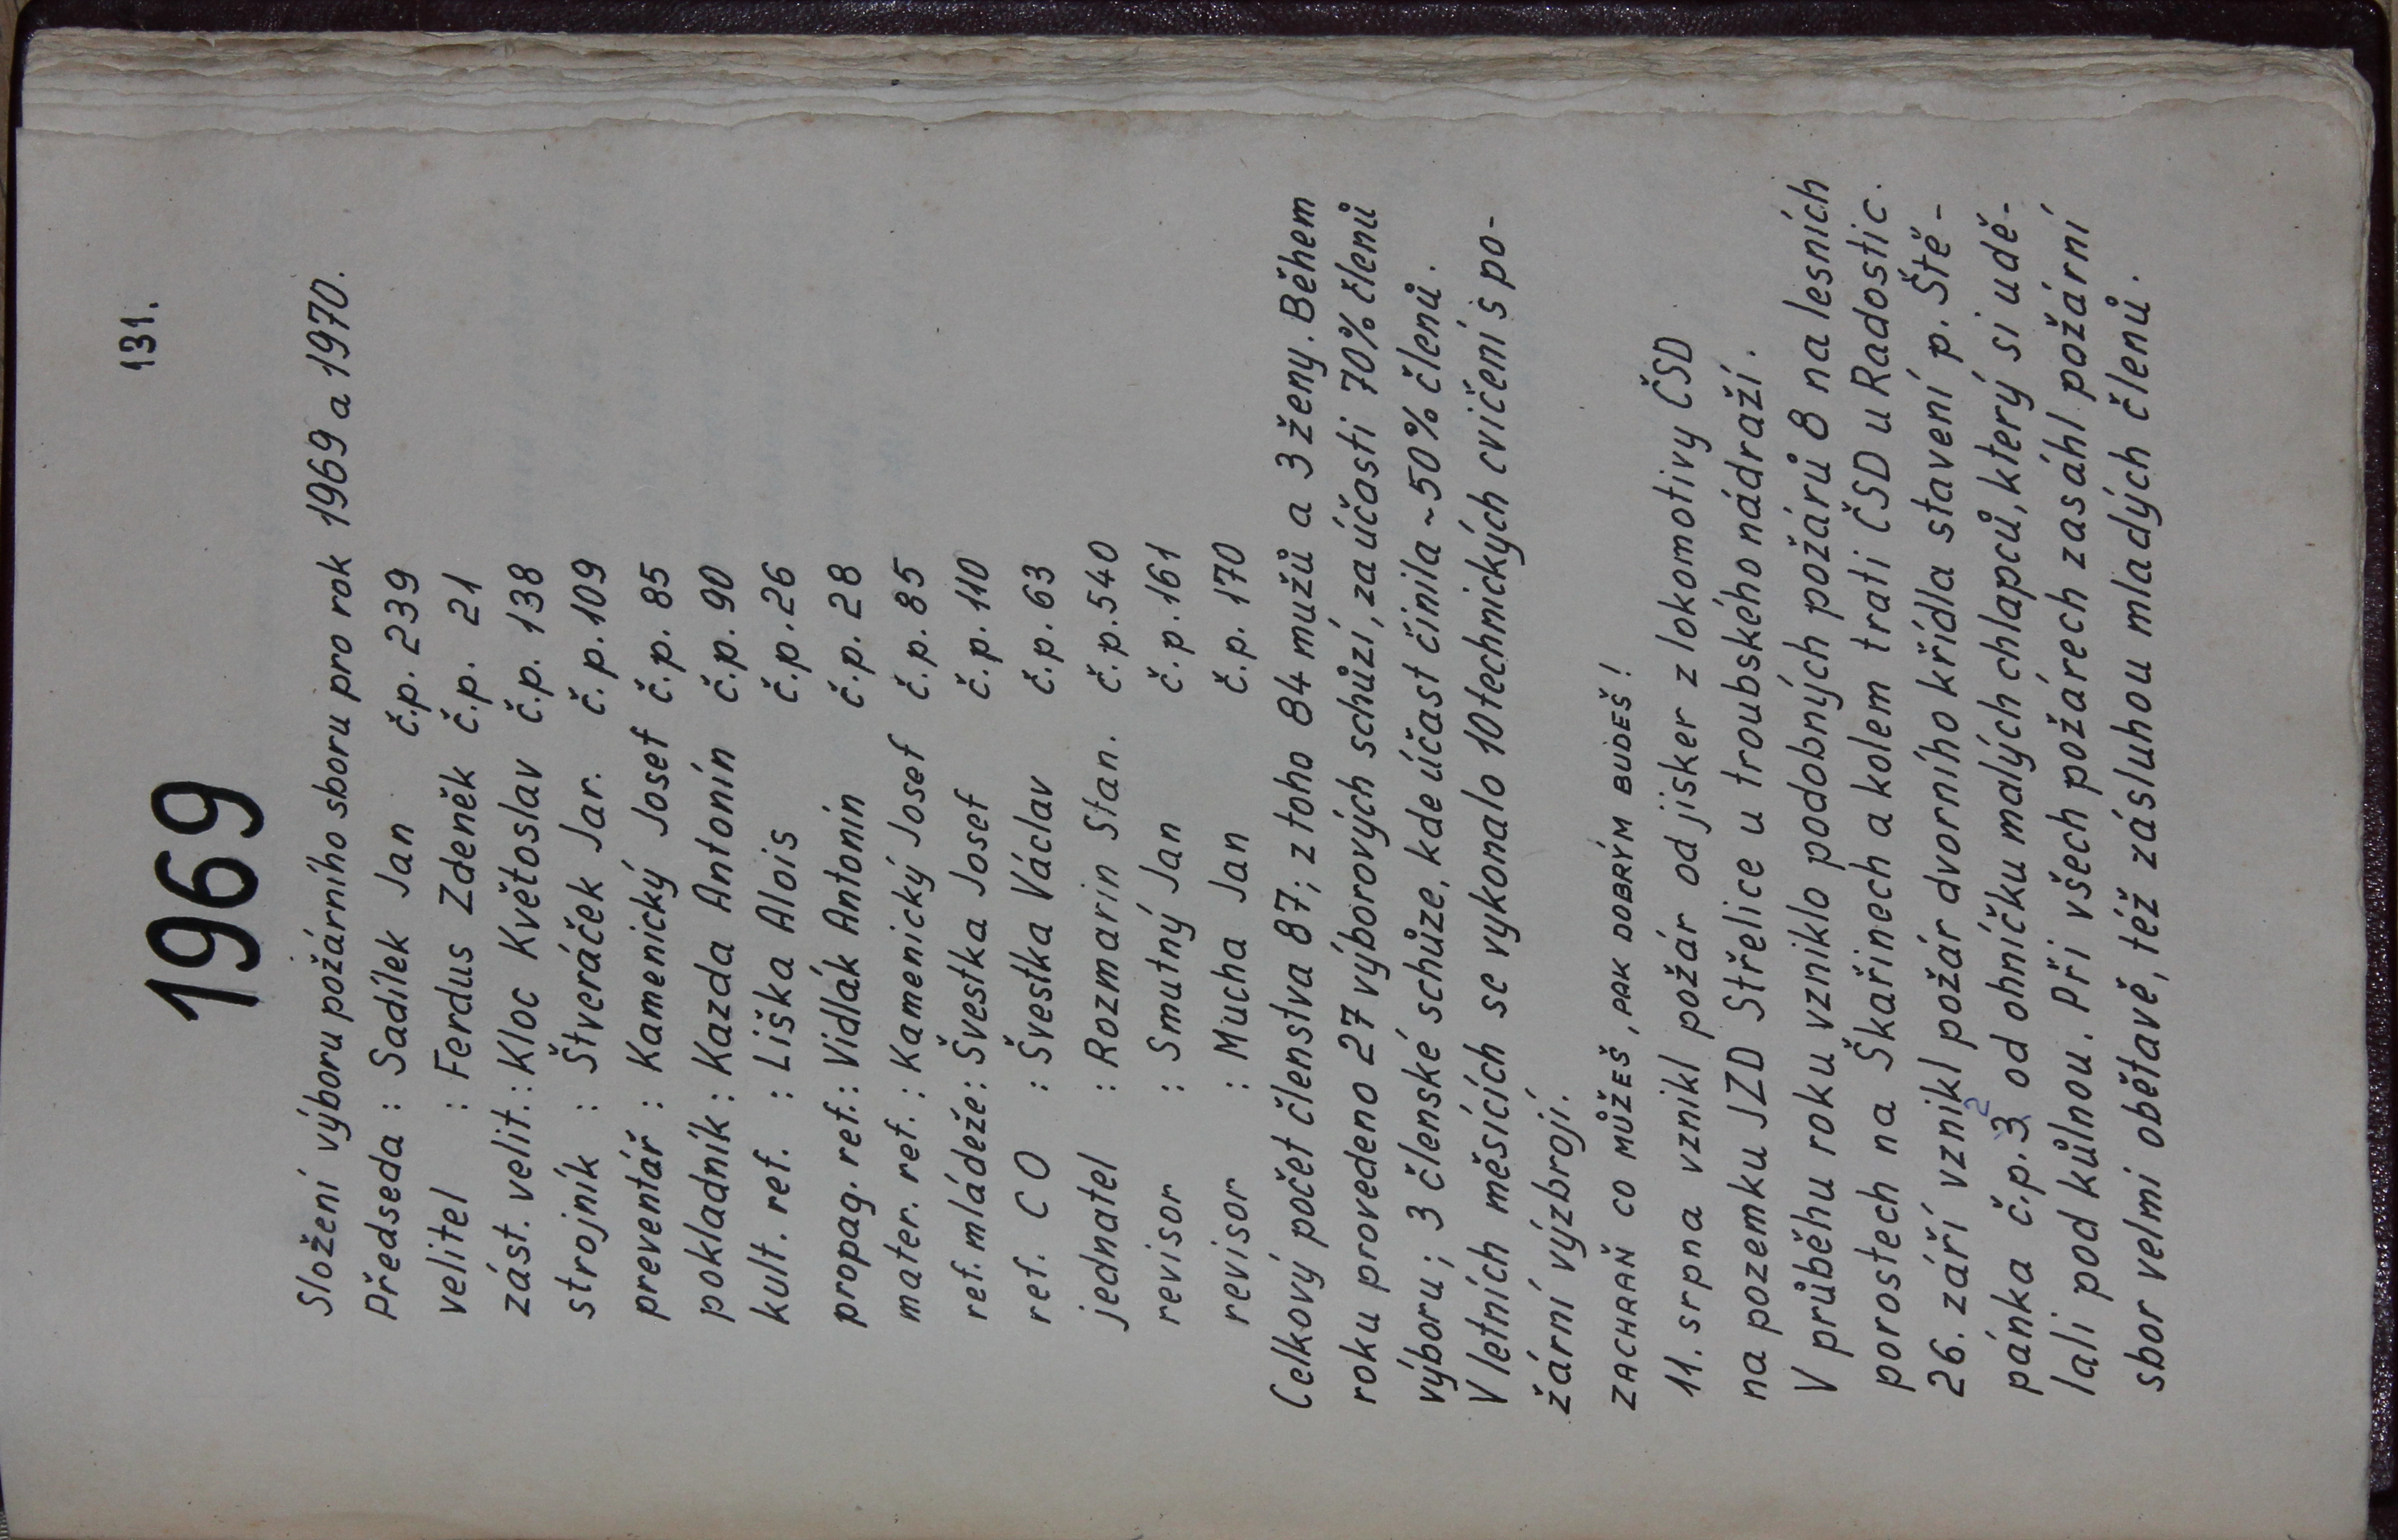 131.
1969
Složení výboru požárního sboru pro rok 1969 a 1970.
Předseda : Sadílek Jan č.p. 239
velitel : Ferdus Zdeněk č.p. 21
zást. velit. : Kloc Květoslav č.p. 138
strojník : Štveráček Jar. č.p. 109
preventář : Kamenický Josef č.p. 85
pokladník : Kazda Antonín č.p. 90
kult. ref. : Liška Alois č.p. 26
propag. ref. : Vidlák Antonín č.p. 28
mater. ref. : Kamenický Josef č.p. 85
ref. mládeže : Švestka Josef č.p. 110
ref. CO : Švestka Václav č.p. 63
jednatel : Rozmarin Stan. č.p. 540
revisor : Smutný Jan č.p. 161
revisor : Mucha Jan č.p. 170
Celkový počet členstva 87; z toho 84 mužů a 3 ženy. Během
roku provedeno 27 výborových schůzí, za účasti 70% členů
výboru; 3 členské schůze, kde účast činila ~50% členů.
V letních měsících se vykonalo 10 technických cvičení s po-
žární výzbrojí.
ZACHRAŇ CO MŮŽEŠ, PAK DOBRÝM BUDEŠ!
11. srpna vznikl požár od jisker z lokomotivy ČSD
na pozemku JZD Střelice u troubského nádraží.
V průběhu roku vzniklo podobných požárů 8 na lesních
porostech na Škařinech a kolem trati ČSD u Radostic.
26. září vznikl požár dvorního křídla stavení p. Ště-
pánka č.p. 3 2 od ohníčku malých chlapců, který si udě-
lali pod kůlnou. Při všech požárech zasáhl požární
sbor velmi obětavě, též zásluhou mladých členů.